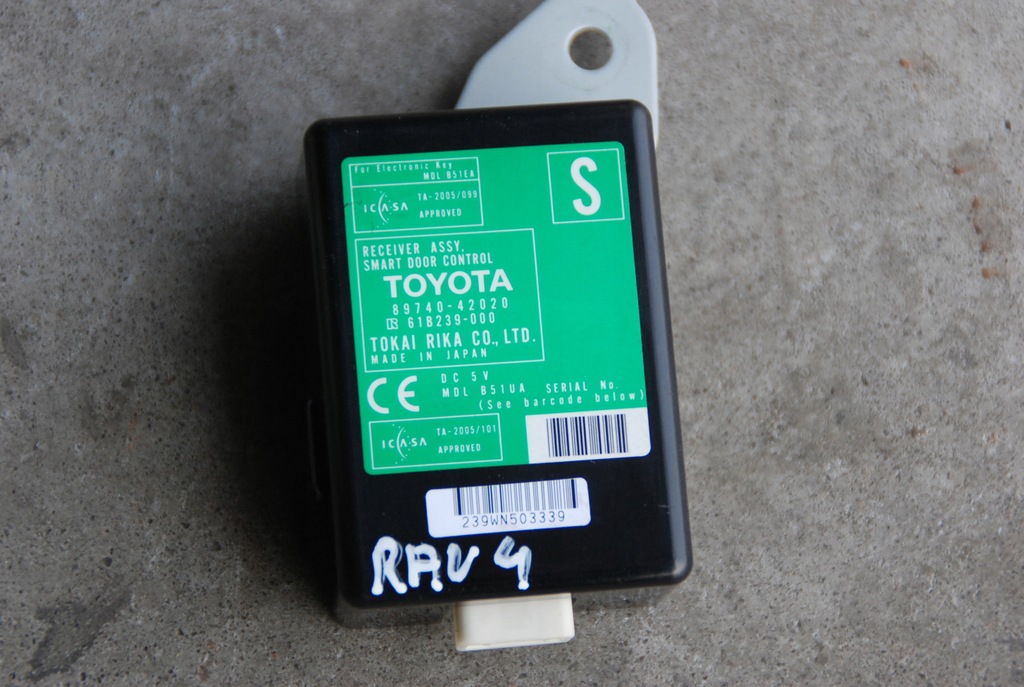 For Electronic Key
MDL B51EA
ICASA TA-2005/099
APPROVED
S
RECEIVER ASSY,
SMART DOOR CONTROL
TOYOTA
89740-42020
R 61B239-000
TOKAI RIKA CO., LTD.
MADE IN JAPAN
CE
DC 5V
MDL B51UA SERIAL No.
(See barcode below)
ICASA TA-2005/101
APPROVED
239WN503339
RAV4